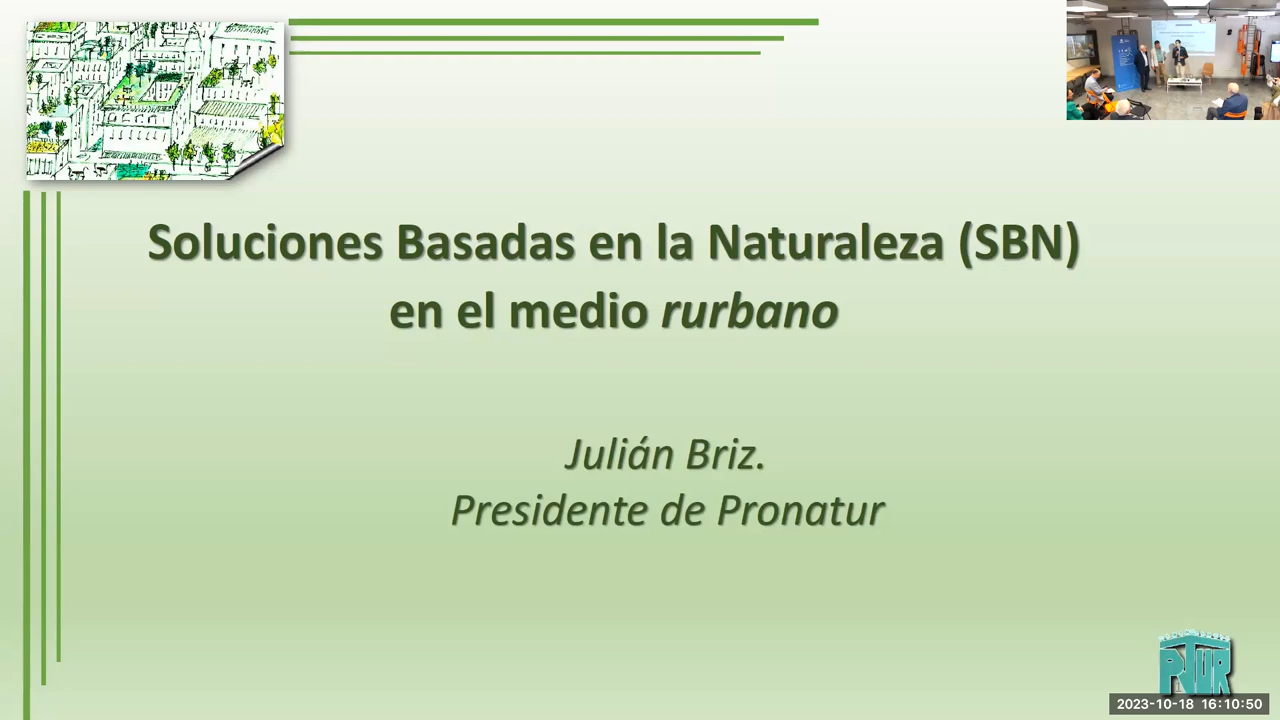 Soluciones Basadas en la Naturaleza (SBN)
en el medio rurbano
Julián Briz.
Presidente de Pronatur
2023-10-18 16:10:50